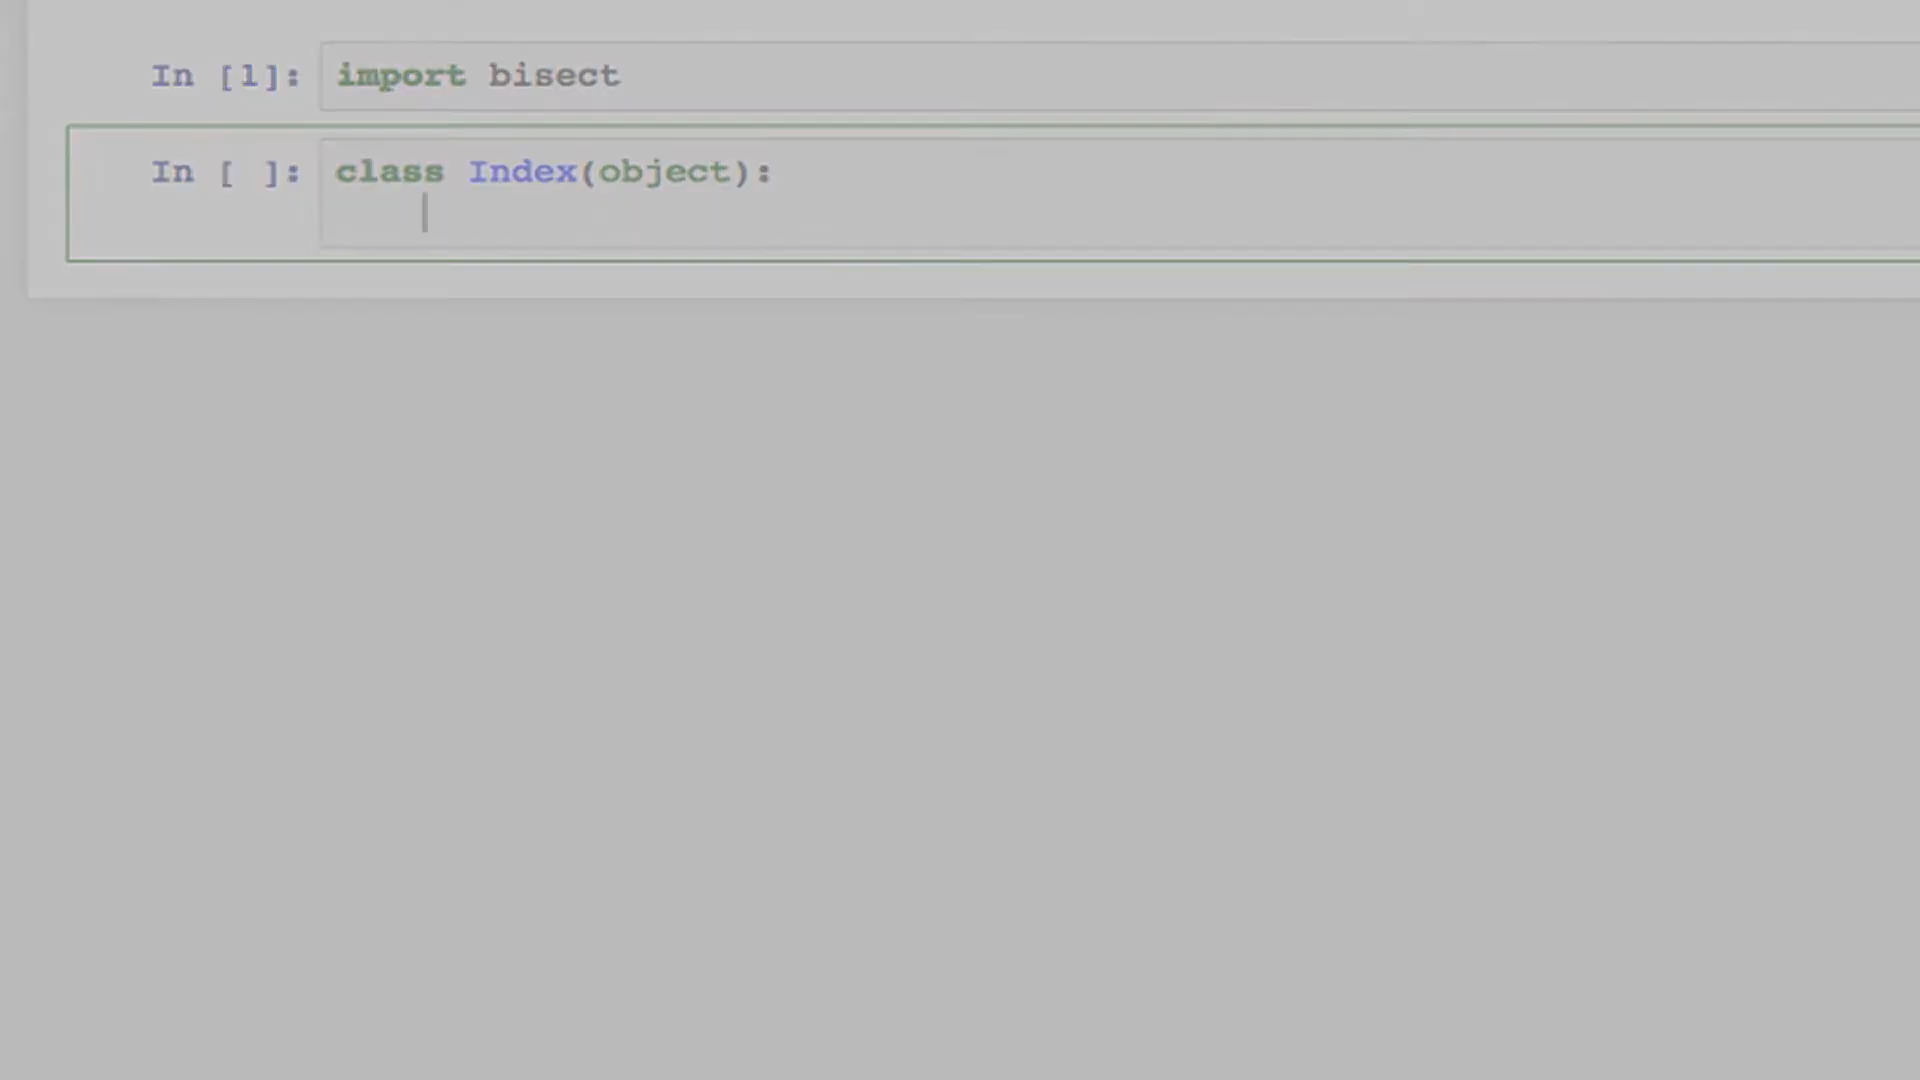 In [1]: import bisect
In [ ]: class Index(object):